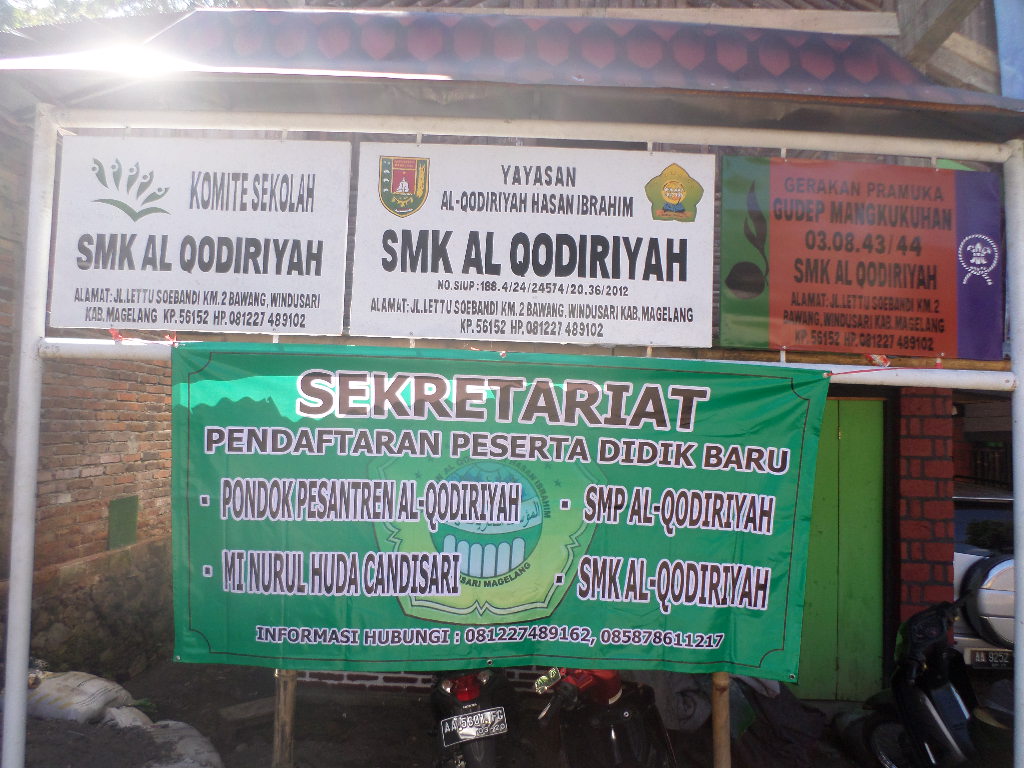 KOMITE SEKOLAH
SMK AL QODIRIYAH
ALAMAT: JL.LETTU SOEBANDI KM. 2 BAWANG, WINDUSARI
KAB. MAGELANG KP. 56152 HP. 081227 489102
YAYASAN
AL-QODIRIYAH HASAN IBRAHIM
SMK AL QODIRIYAH
NO. SIUP : 188.4/24/24574/20.36/2012
ALAMAT: JL.LETTU SOEBANDI KM. 2 BAWANG, WINDUSARI KAB. MAGELANG
KP. 56152 HP. 081227 489102
GERAKAN PRAMUKA
GUDEP MANGKUKUHAN
03.08.43/44
SMK AL QODIRIYAH
ALAMAT: JL.LETTU SOEBANDI KM. 2
BAWANG, WINDUSARI KAB. MAGELANG
KP. 56152 HP. 081227 489102
SEKRETARIAT
PENDAFTARAN PESERTA DIDIK BARU
· PONDOK PESANTREN AL-QODIRIYAH
· SMP AL-QODIRIYAH
· MI NURUL HUDA CANDISARI
· SMK AL-QODIRIYAH
INFORMASI HUBUNGI : 081227489162, 085878611217